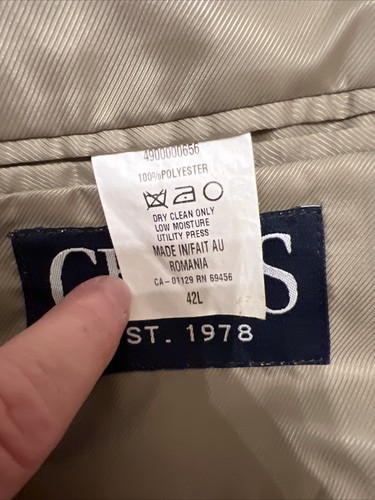 4900000656
100%POLYESTER
DRY CLEAN ONLY
LOW MOISTURE
UTILITY PRESS
MADE IN/FAIT AU
ROMANIA
CA-01129 RN 69456
42L
ST. 1978